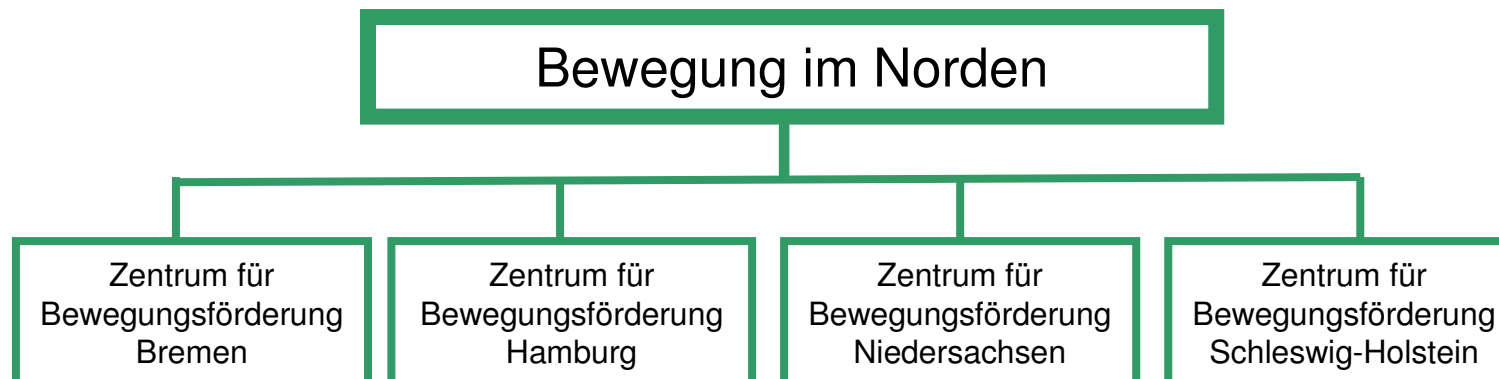 Bewegung im Norden
Zentrum für
Bewegungsförderung
Bremen
Zentrum für
Bewegungsförderung
Hamburg
Zentrum für
Bewegungsförderung
Niedersachsen
Zentrum für
Bewegungsförderung
Schleswig-Holstein